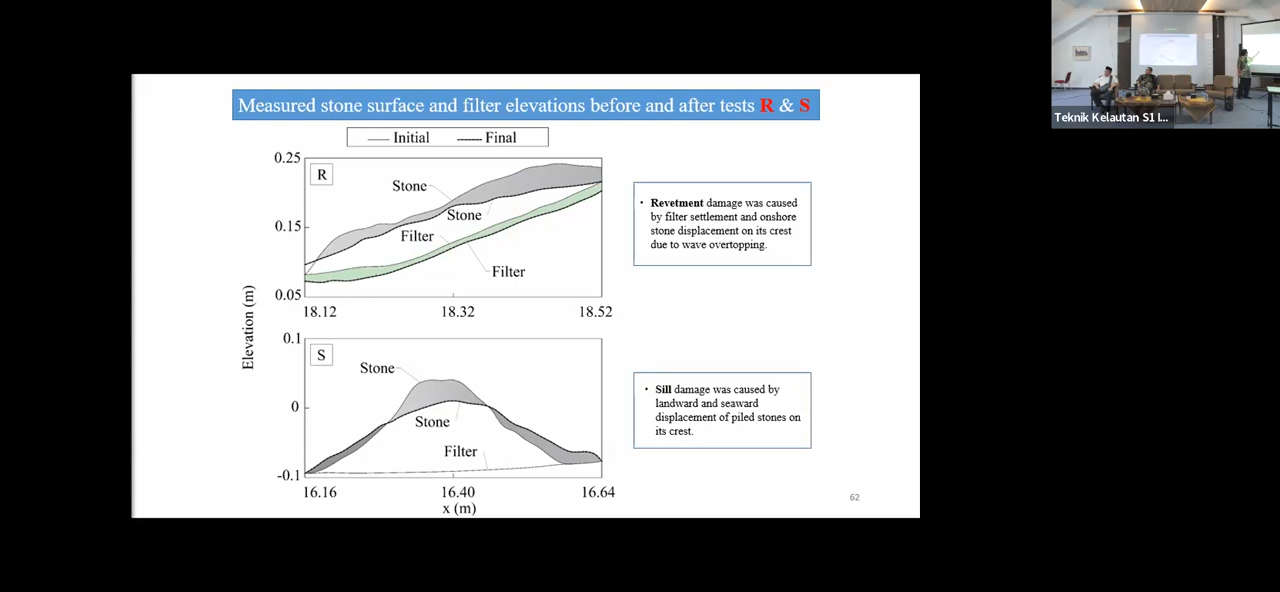 Measured stone surface and filter elevations before and after tests R & S
Initial Final
0.25
R
Stone
0.15
Stone
Filter
Filter
0.05
18.12 18.32 18.52
Elevation (m)
0.1
S
Stone
0
Stone
Filter
-0.1
16.16 16.40 16.64
x (m)
• Revetment damage was caused
by filter settlement and onshore
stone displacement on its crest
due to wave overtopping.
• Sill damage was caused by
landward and seaward
displacement of piled stones on
its crest.
62
Teknik Kelautan S1 I...